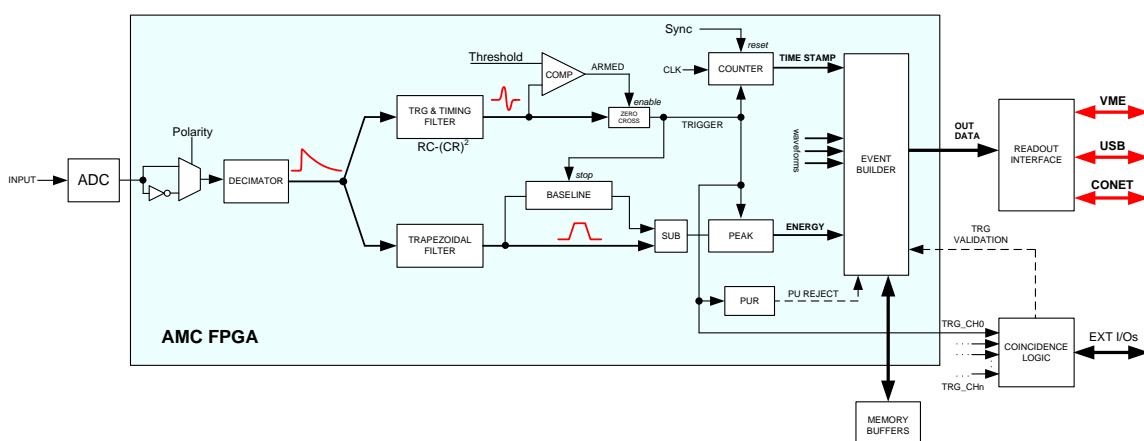 Sync
reset
Threshold
ARMED
COMP
CLK
COUNTER
TIME STAMP
enable
VME
TRG & TIMING
FILTER
ZERO
CROSS
TRIGGER
OUT
DATA
Polarity
RC-(CR)²
waveforms
READOUT
INTERFACE
USB
INPUT
ADC
DECIMATOR
stop
BASELINE
EVENT
BUILDER
CONET
TRAPEZOIDAL
FILTER
SUB
PEAK
ENERGY
TRG
VALIDATION
PUR
PU REJECT
AMC FPGA
TRG_CH0
COINCIDENCE
LOGIC
EXT I/Os
TRG_CHn
MEMORY
BUFFERS